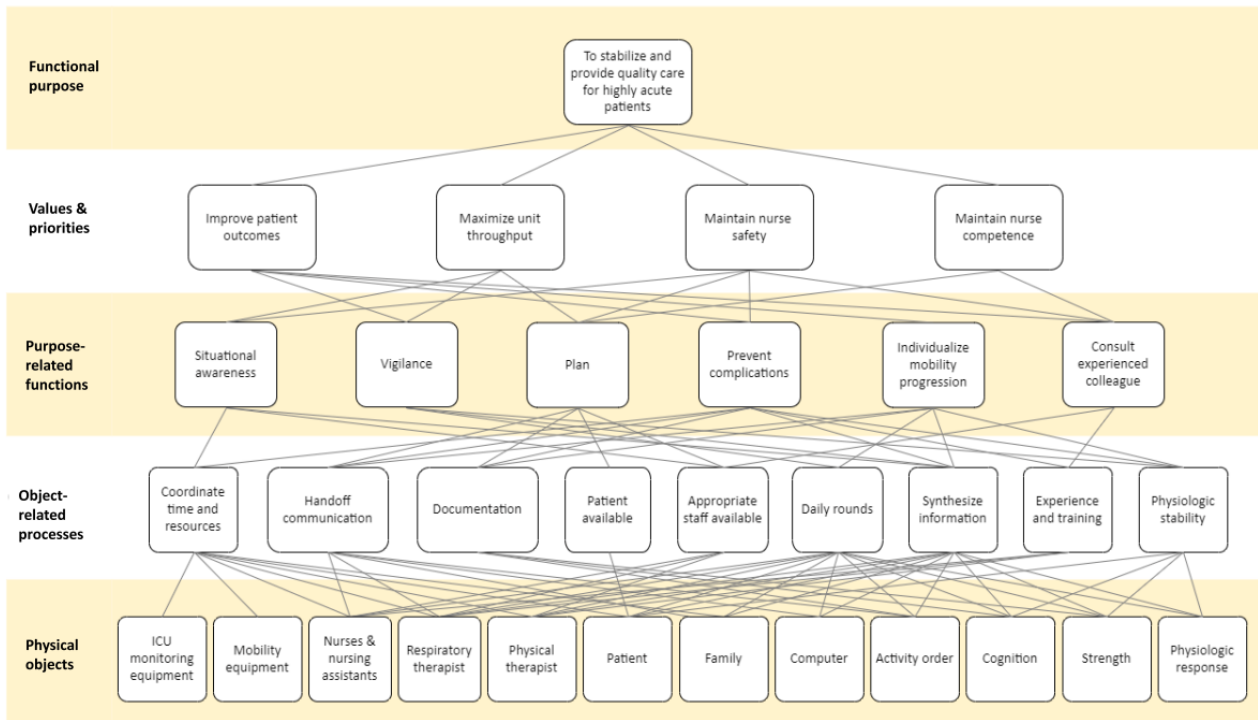 Functional
purpose
To stabilize and
provide quality care
for highly acute
patients
Values &
priorities
Improve patient
outcomes
Maximize unit
throughput
Maintain nurse
safety
Maintain nurse
competence
Purpose-
related
functions
Situational
awareness
Vigilance
Plan
Prevent
complications
Individualize
mobility
progression
Consult
experienced
colleague
Object-
related
processes
Coordinate
time and
resources
Handoff
communication
Documentation
Patient
available
Appropriate
staff available
Daily rounds
Synthesize
information
Experience
and training
Physiologic
stability
Physical
objects
ICU
monitoring
equipment
Mobility
equipment
Nurses &
nursing
assistants
Respiratory
therapist
Physical
therapist
Patient
Family
Computer
Activity order
Cognition
Strength
Physiologic
response